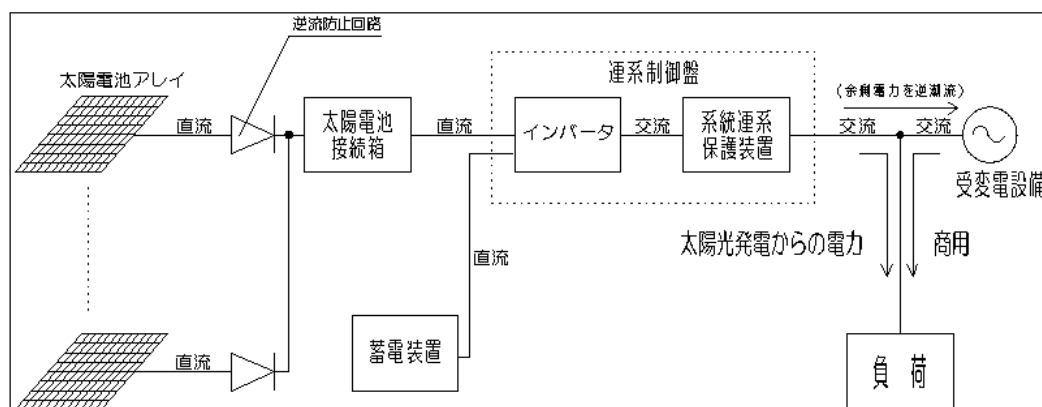 逆流防止回路
太陽電池アレイ
直流
太陽電池
接続箱
直流
連系制御盤
インバータ
交流
系統連系
保護装置
(余剰電力を逆潮流)
交流
交流
受変電設備
太陽光発電からの電力
商用
直流
蓄電装置
直流
負 荷